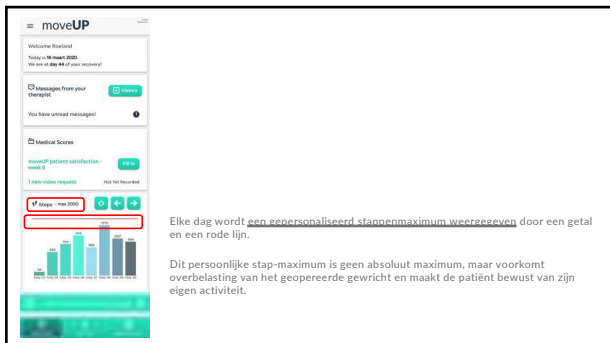 moveUP
Welcome Roeland
Today is 16 maart 2020.
We are at day 44 of your recovery!
Messages from your
therapist
History
You have unread messages!
Medical Scores
moveUP patient satisfaction -
week 6
Fill in
1 new video request
Not Yet Recorded
Steps - max 2000
Elke dag wordt een gepersonaliseerd stappenmaximum weergegeven door een getal
en een rode lijn.
Dit persoonlijke stap-maximum is geen absoluut maximum, maar voorkomt
overbelasting van het geopereerde gewricht en maakt de patiënt bewust van zijn
eigen activiteit.